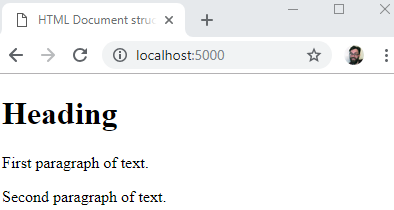 HTML Document struc
localhost:5000
Heading
First paragraph of text.
Second paragraph of text.